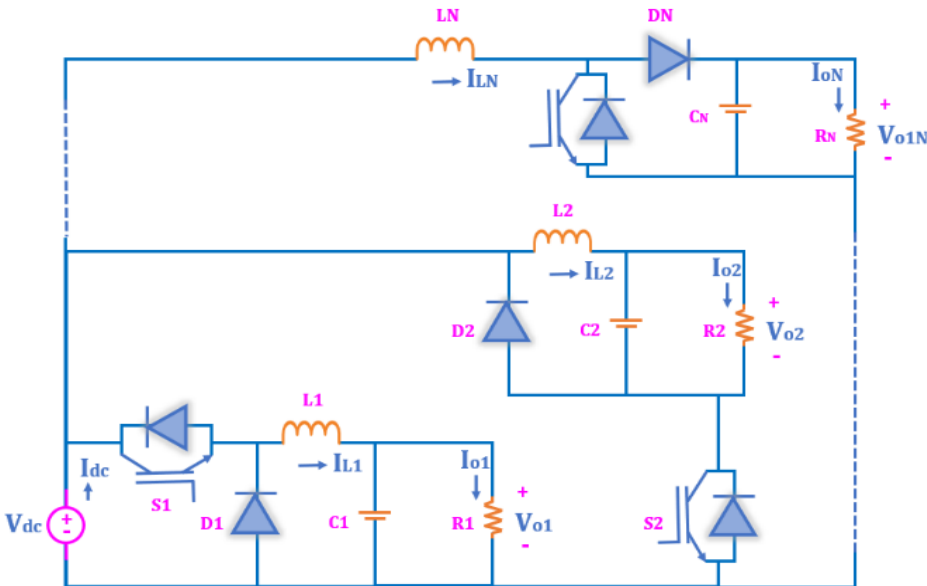 LN
DN
ILN
CN
IoN
RN
+
Vo1N
-
L2
IL2
D2
C2
Io2
R2
+
Vo2
-
L1
IL1
Idc
S1
Vdc
+
-
D1
C1
Io1
R1
+
Vo1
-
S2